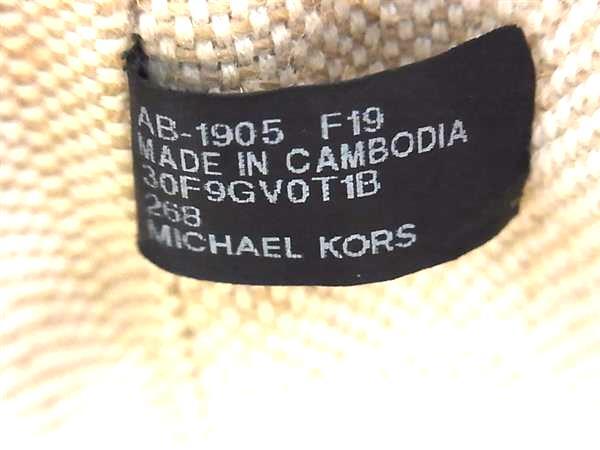 AB-1905 F19
MADE IN CAMBODIA
30F9GV0T1B
268
MICHAEL KORS